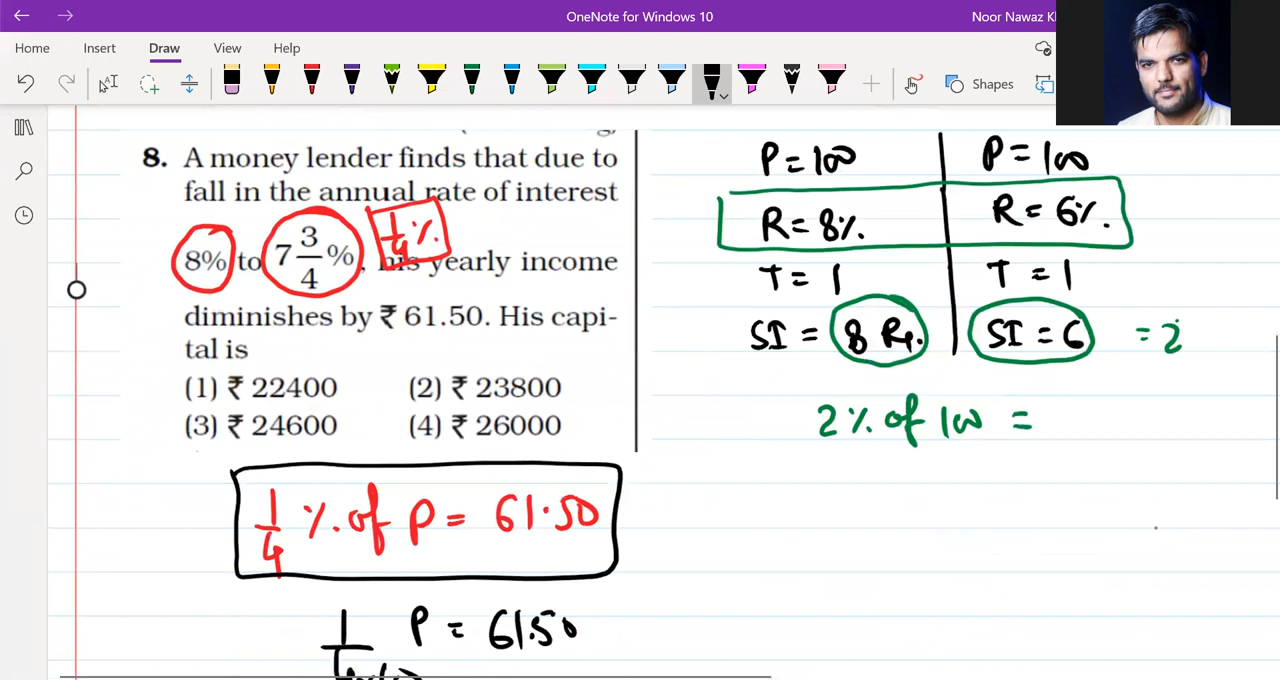 OneNote for Windows 10
Noor Nawaz Kh
Home Insert Draw View Help
Shapes
8. A money lender finds that due to
fall in the annual rate of interest
8% to 7 3/4 %, his yearly income
1/4 %
diminishes by ₹ 61.50. His capi-
tal is
(1) ₹ 22400 (2) ₹ 23800
(3) ₹ 24600 (4) ₹ 26000
1/4 % of P = 61.50
1 P = 61.50
P = 100 P = 100
R = 8% R = 6%.
T = 1 T = 1
SI = 8 Rs. SI = 6 = 2
2% of 100 =